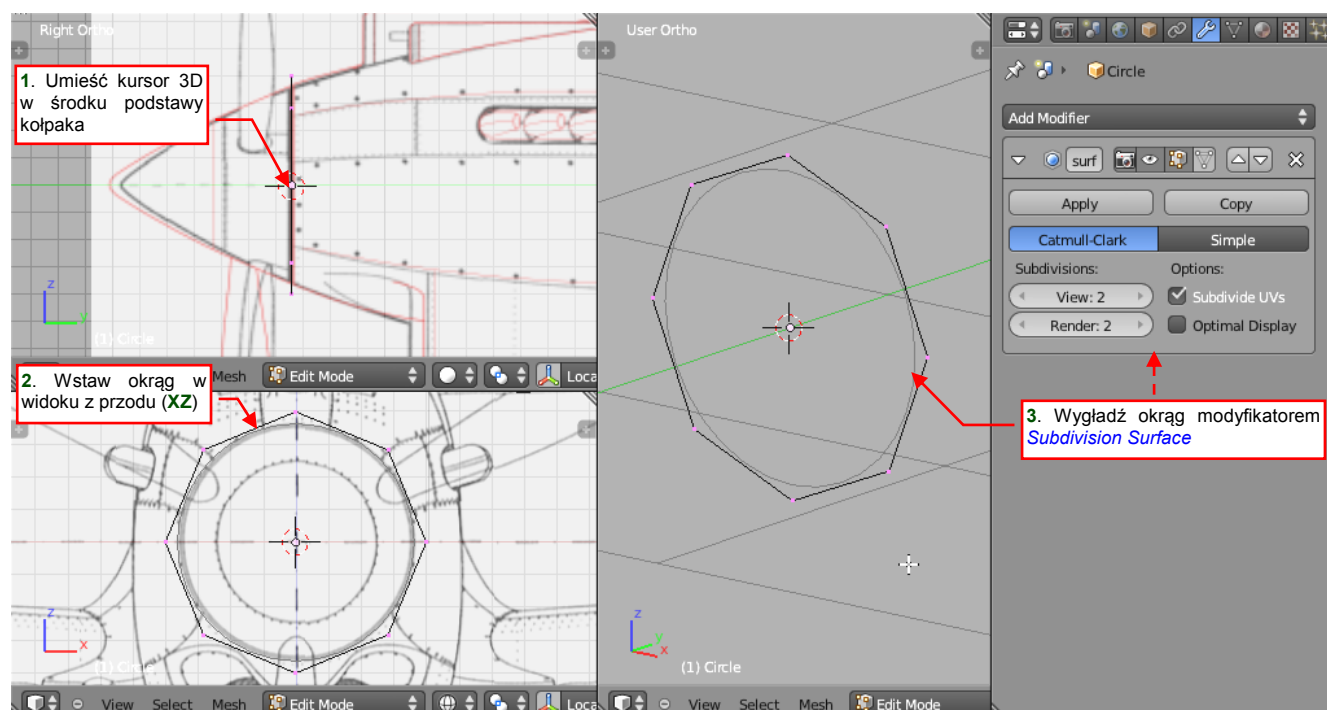 Right Ortho
1. Umieść kursor 3D
w środku podstawy
kołpaka
z
y
(1) Circle
Mesh
Edit Mode
Loca
2. Wstaw okrąg w
widoku z przodu (XZ)
z
x
(1) Circle
View Select Mesh Edit Mode Loca
User Ortho
z
y
x
(1) Circle
View Select Mesh Edit Mode
Circle
Add Modifier
surf
Apply Copy
Catmull-Clark Simple
Subdivisions: Options:
View: 2 Subdivide UVs
Render: 2 Optimal Display
3. Wygładź okrąg modyfikatorem
Subdivision Surface